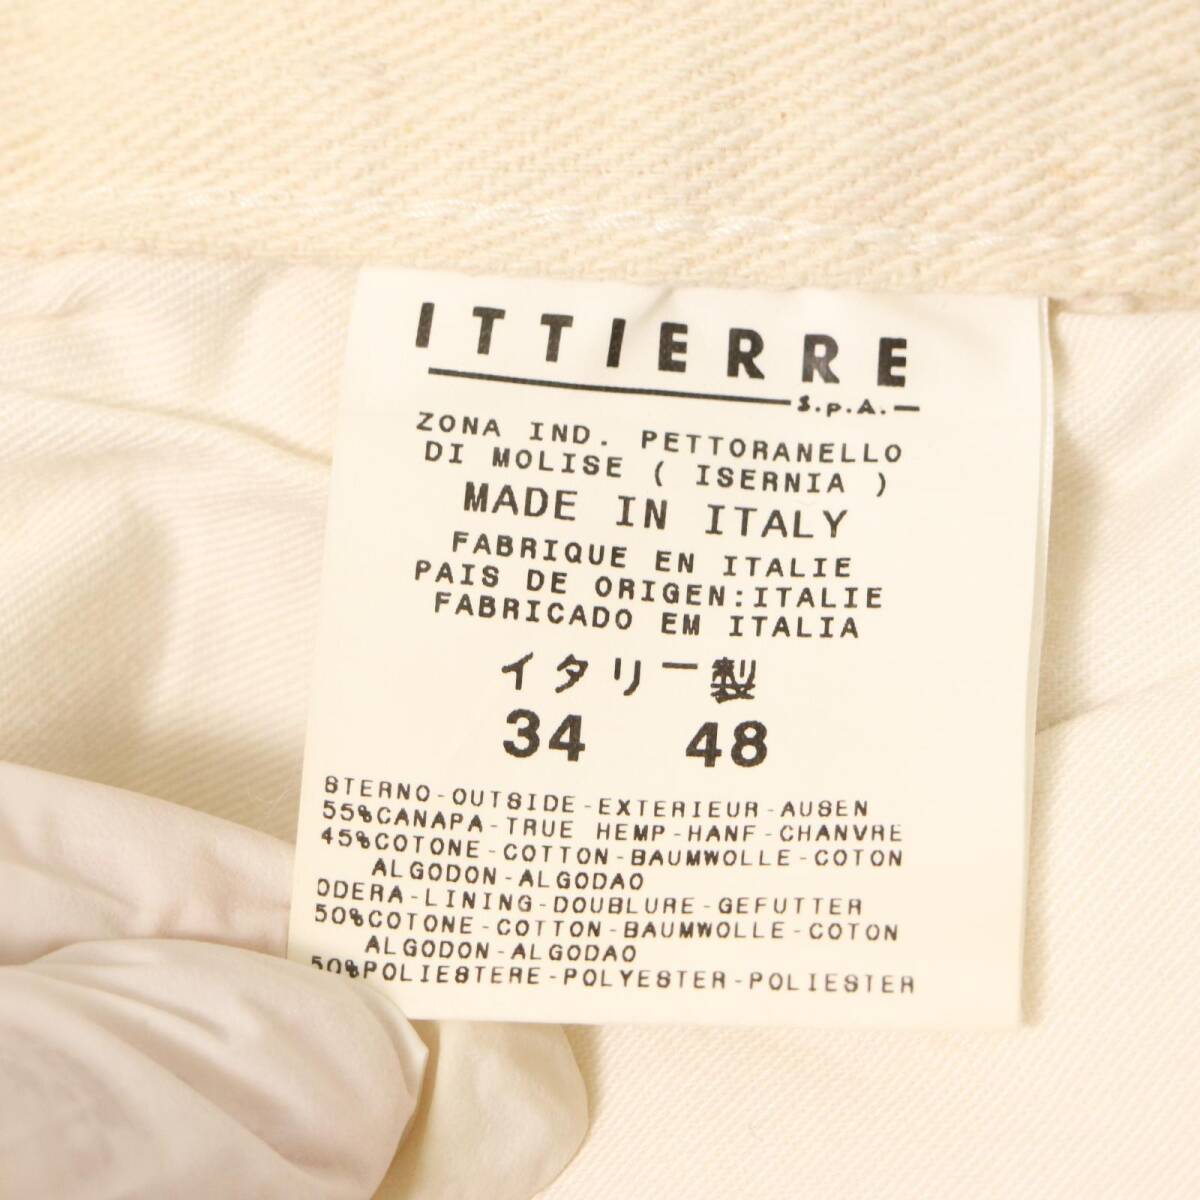 ITTIERRE
S.p.A.
ZONA IND. PETTORANELLO
DI MOLISE ( ISERNIA )
MADE IN ITALY
FABRIQUE EN ITALIE
PAIS DE ORIGEN:ITALIE
FABRICADO EM ITALIA
イタリー製
34 48
STERNO-OUTSIDE-EXTERIEUR-AUSEN
55%CANAPA-TRUE HEMP-HANF-CHANVRE
45%COTONE-COTTON-BAUMWOLLE-COTON
ALGODON-ALGODAO
ODERA-LINING-DOUBLURE-GEFUTTER
50%COTONE-COTTON-BAUMWOLLE-COTON
ALGODON-ALGODAO
50%POLIESTERE-POLYESTER-POLIESTER